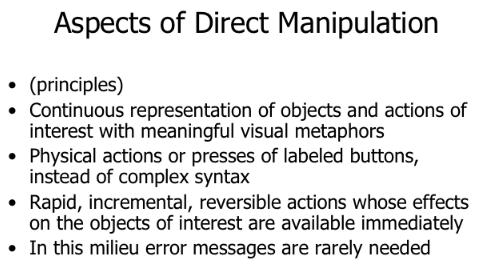 Aspects of Direct Manipulation
• (principles)
• Continuous representation of objects and actions of
interest with meaningful visual metaphors
• Physical actions or presses of labeled buttons,
instead of complex syntax
• Rapid, incremental, reversible actions whose effects
on the objects of interest are available immediately
• In this milieu error messages are rarely needed